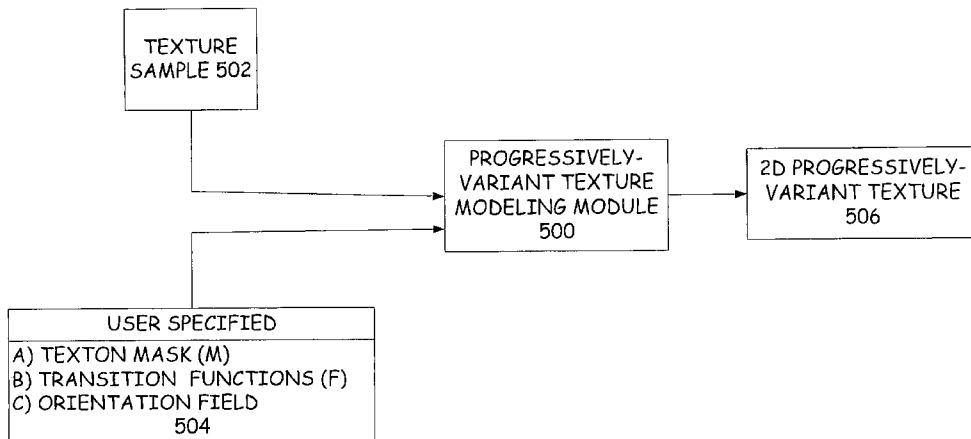 TEXTURE
SAMPLE 502
PROGRESSIVELY-
VARIANT TEXTURE
MODELING MODULE
500
2D PROGRESSIVELY-
VARIANT TEXTURE
506
USER SPECIFIED
A) TEXTON MASK (M)
B) TRANSITION FUNCTIONS (F)
C) ORIENTATION FIELD
504